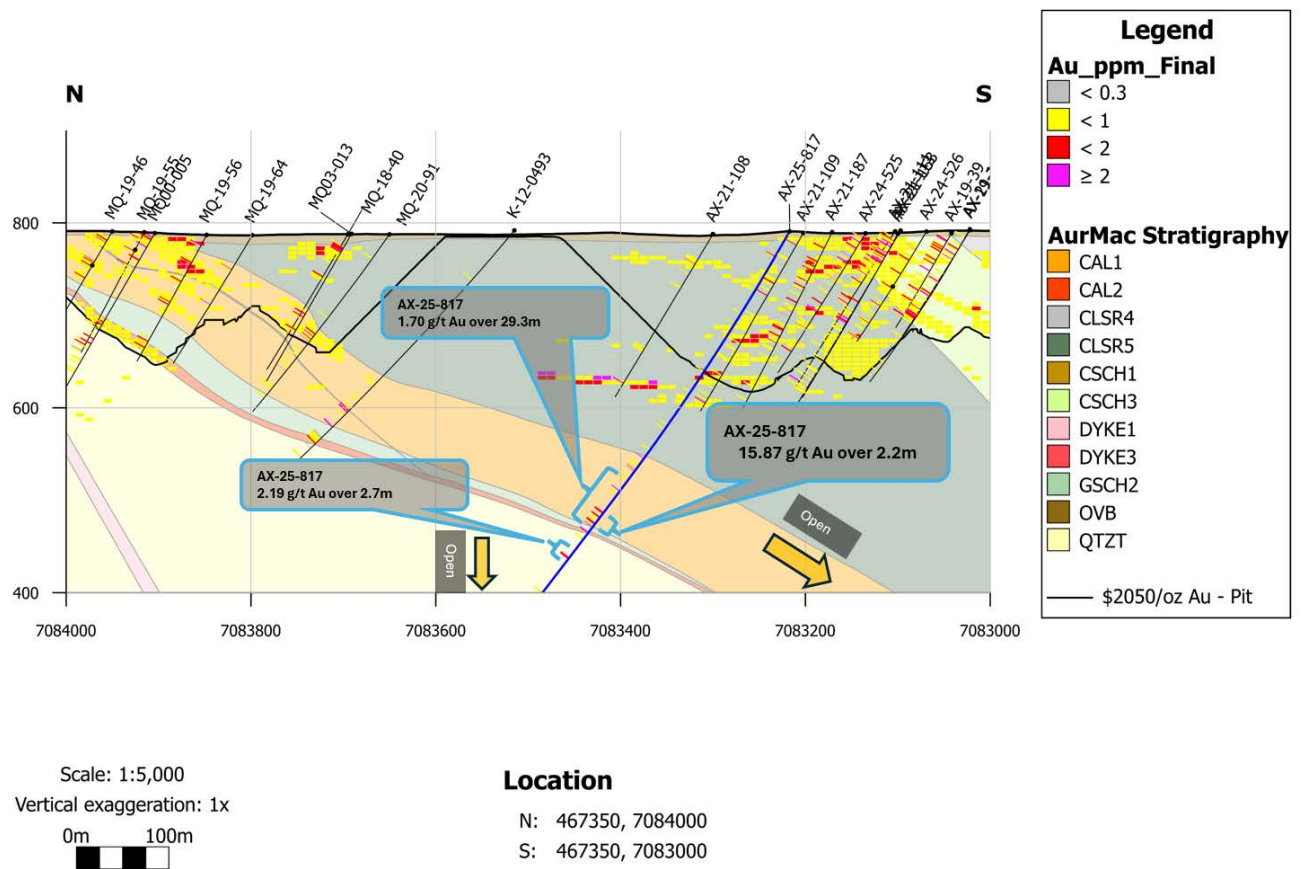 N
S
MQ-19-46
MQ-19-55
MQ00-005
MQ-19-56
MQ-19-64
MQ03-013
MQ-18-40
MQ-20-91
K-12-0493
AX-21-108
AX-25-817
AX-21-109
AX-21-187
AX-24-525
AX-24-526
AX-19-39
800
600
400
AX-25-817
1.70 g/t Au over 29.3m
AX-25-817
15.87 g/t Au over 2.2m
AX-25-817
2.19 g/t Au over 2.7m
Open
Open
7084000
7083800
7083600
7083400
7083200
7083000
Legend
Au_ppm_Final
< 0.3
< 1
< 2
≥ 2
AurMac Stratigraphy
CAL1
CAL2
CLSR4
CLSR5
CSCH1
CSCH3
DYKE1
DYKE3
GSCH2
OVB
QTZT
$2050/oz Au - Pit
Scale: 1:5,000
Vertical exaggeration: 1x
0m 100m
Location
N: 467350, 7084000
S: 467350, 7083000